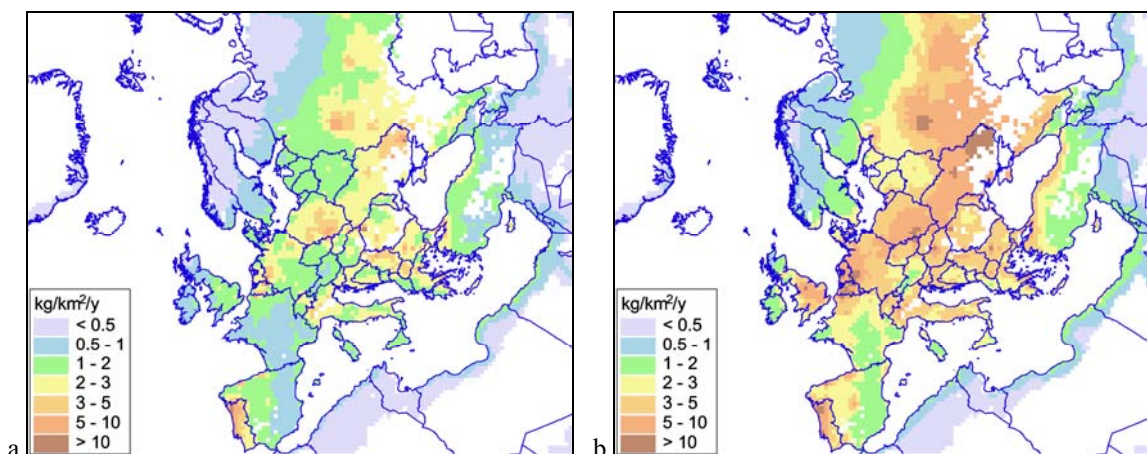 kg/km²/y
< 0.5
0.5 - 1
1 - 2
2 - 3
3 - 5
5 - 10
> 10
a
kg/km²/y
< 0.5
0.5 - 1
1 - 2
2 - 3
3 - 5
5 - 10
> 10
b